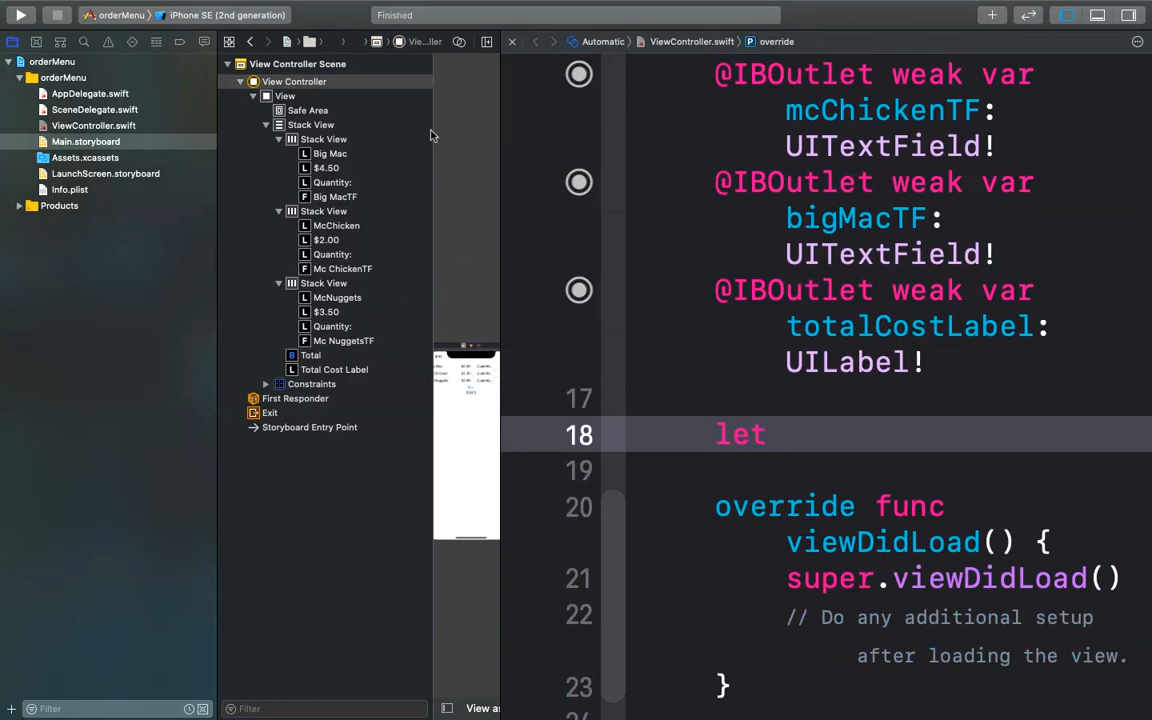 orderMenu
iPhone SE (2nd generation)
Finished
Vie...ller
Automatic
ViewController.swift
override
orderMenu
orderMenu
AppDelegate.swift
SceneDelegate.swift
ViewController.swift
Main.storyboard
Assets.xcassets
LaunchScreen.storyboard
Info.plist
Products
Filter
View Controller Scene
View Controller
View
Safe Area
Stack View
Stack View
Big Mac
$4.50
Quantity:
Big MacTF
Stack View
McChicken
$2.00
Quantity:
Mc ChickenTF
Stack View
McNuggets
$3.50
Quantity:
Mc NuggetsTF
Total
Total Cost Label
Constraints
First Responder
Exit
Storyboard Entry Point
Filter
View as
@IBOutlet weak var
mcChickenTF:
UITextField!
@IBOutlet weak var
bigMacTF:
UITextField!
@IBOutlet weak var
totalCostLabel:
UILabel!
17
18 let
19
20 override func
viewDidLoad() {
21 super.viewDidLoad()
22 // Do any additional setup
after loading the view.
23 }